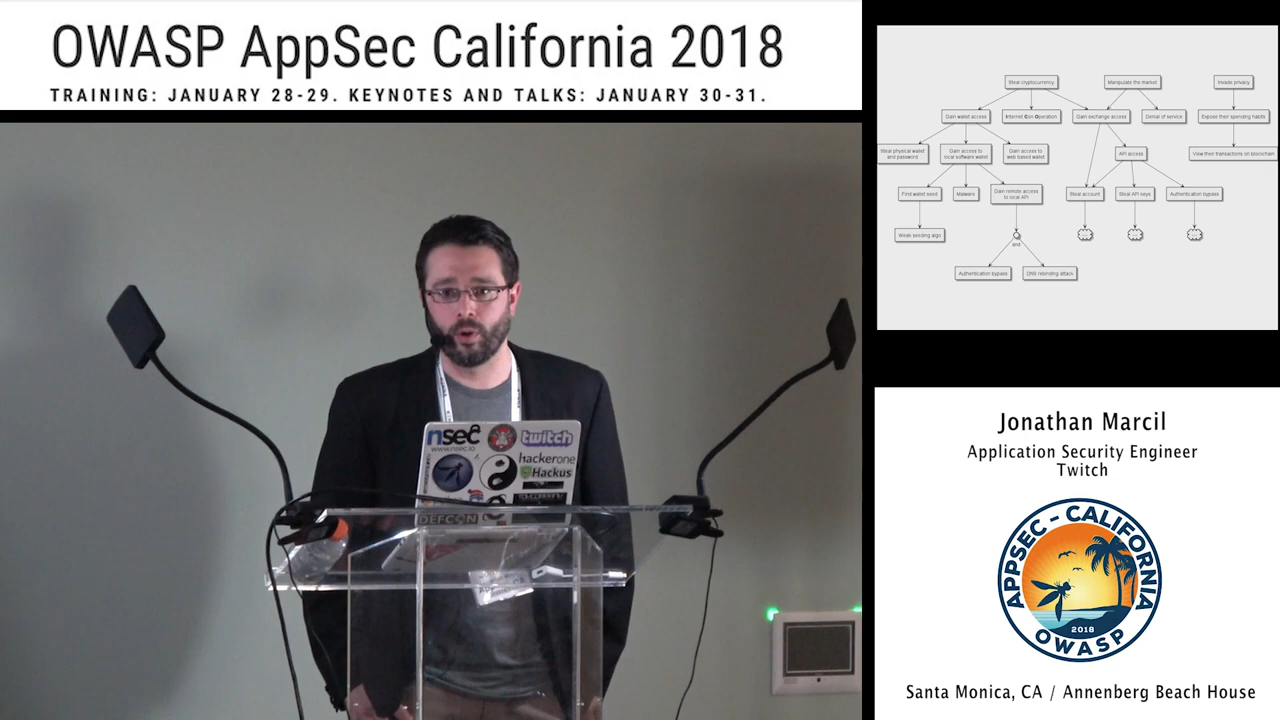 OWASP AppSec California 2018
TRAINING: JANUARY 28-29. KEYNOTES AND TALKS: JANUARY 30-31.
Steal cryptocurrency
Manipulate the market
Invade privacy
Gain wallet access
Internet Con Operation
Gain exchange access
Denial of service
Expose their spending habits
Steal physical wallet
and password
Gain access to
local software wallet
Gain access to
web based wallet
API access
View their transactions on blockchain
Find wallet seed
Malware
Gain remote access
to local API
Steal account
Steal API keys
Authentication bypass
Weak seeding algo
and
Authentication bypass
DNS rebinding attack
nsec
www.nsec.io
twitch
hackerone
Hackus
DEFCON
Jonathan Marcil
Application Security Engineer
Twitch
APPSEC - CALIFORNIA
2018
OWASP
Santa Monica, CA / Annenberg Beach House